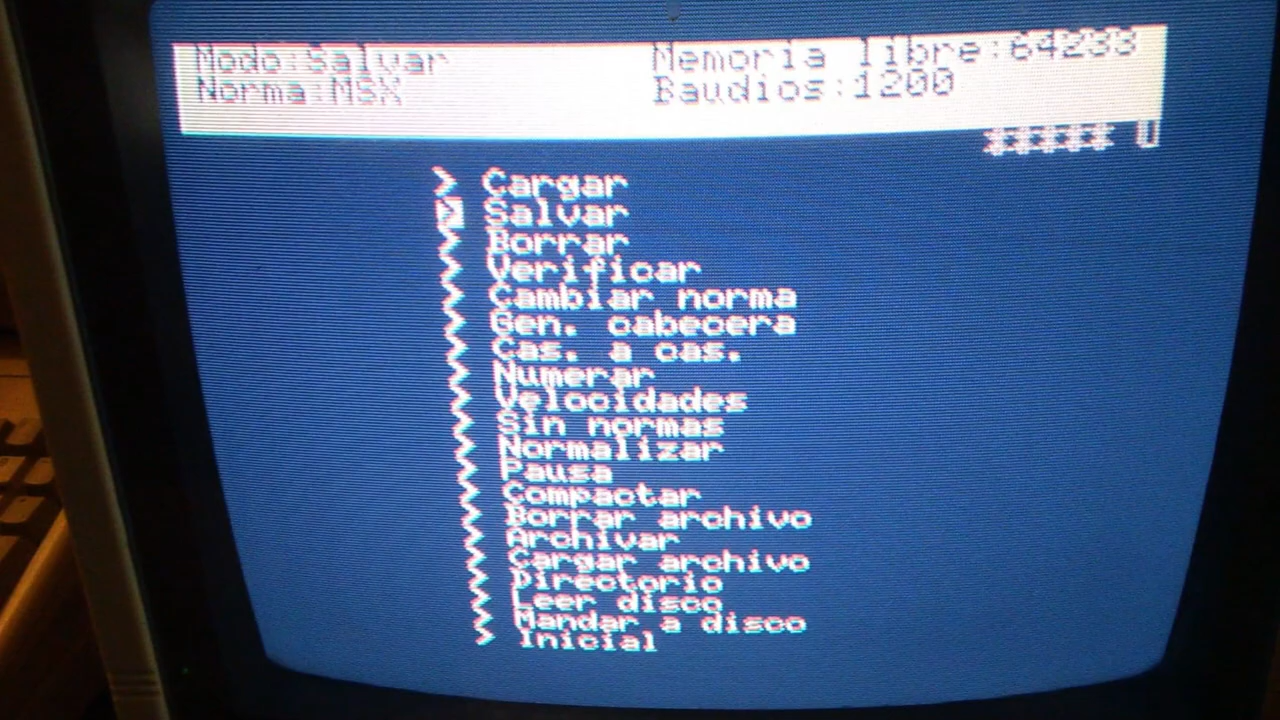 Modo:Salvar Memoria libre:64233
Norma:MSX Baudios:1200
***** U
> Cargar
> Salvar
> Borrar
> Verificar
> Cambiar norma
> Gen. cabecera
> Cas. a cas.
> Numerar
> Velocidades
> Sin normas
> Normalizar
> Pausa
> Compactar
> Borrar archivo
> Archivar
> Cargar archivo
> Directorio
> Leer disco
> Mandar a disco
> Inicial